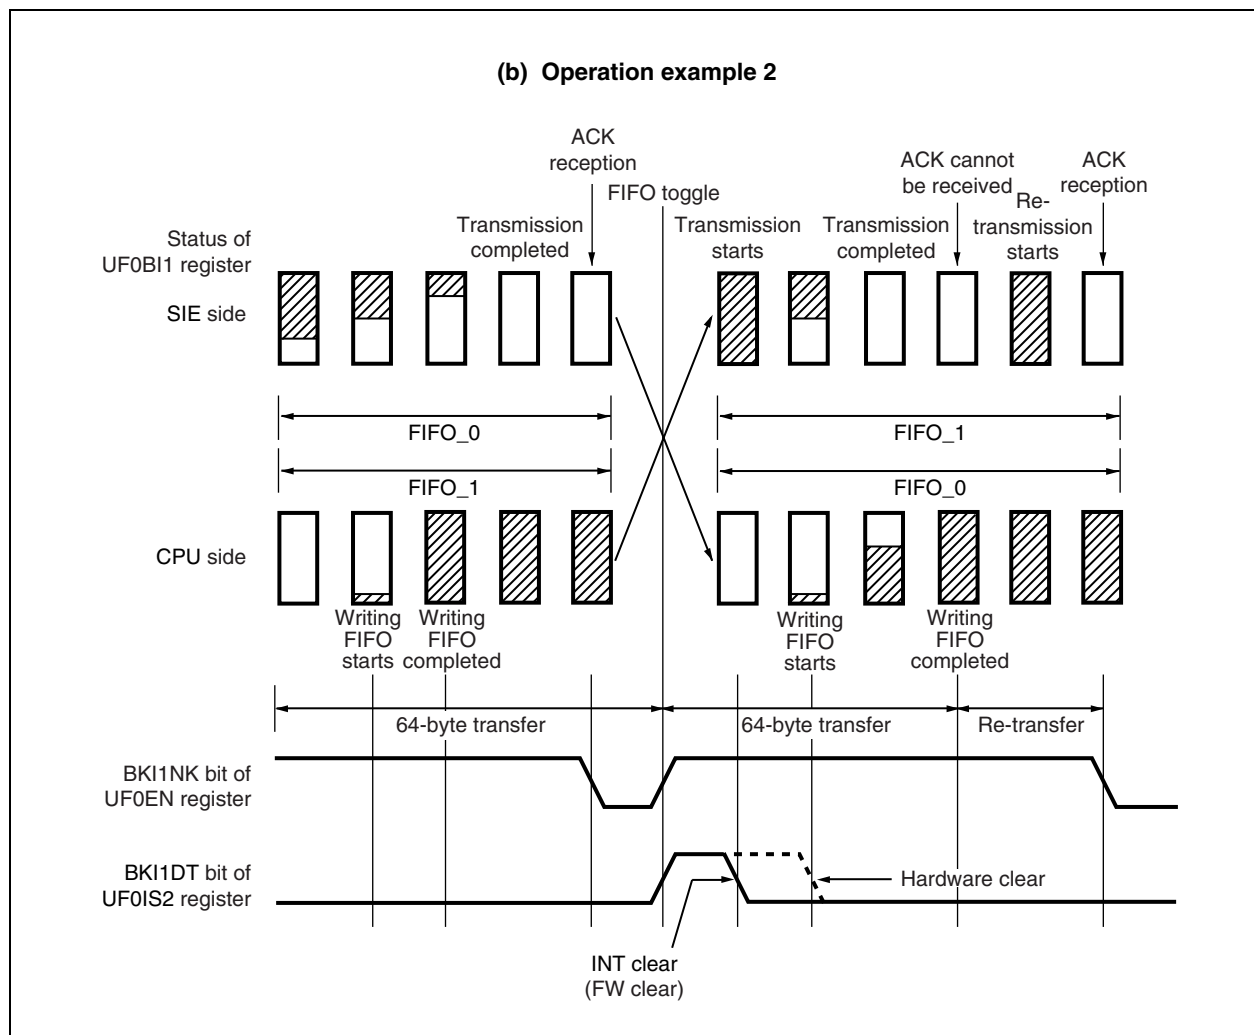 (b) Operation example 2
ACK
reception
FIFO toggle
ACK cannot
be received
ACK
reception
Status of
UF0BI1 register
Transmission
completed
Transmission
starts
Transmission
completed
Re-
transmission
starts
SIE side
FIFO_0
FIFO_1
FIFO_1
FIFO_0
CPU side
Writing
FIFO
starts
Writing
FIFO
completed
Writing
FIFO
starts
Writing
FIFO
completed
64-byte transfer
64-byte transfer
Re-transfer
BKI1NK bit of
UF0EN register
BKI1DT bit of
UF0IS2 register
Hardware clear
INT clear
(FW clear)